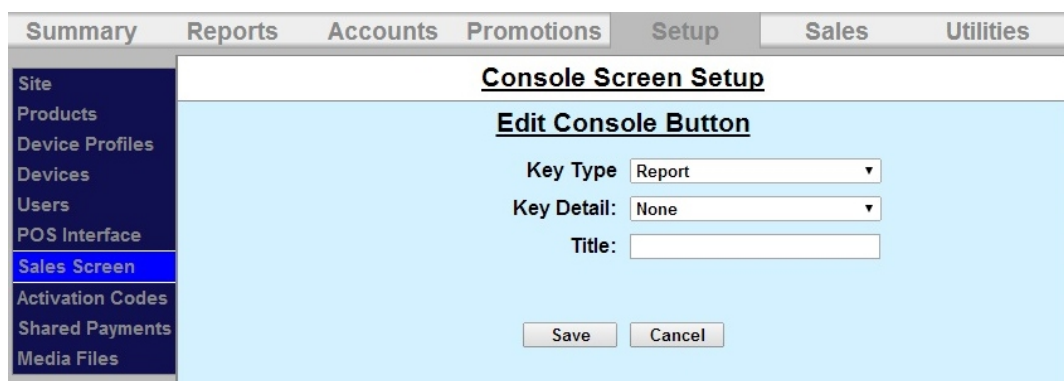 Summary Reports Accounts Promotions Setup Sales Utilities
Site
Products
Device Profiles
Devices
Users
POS Interface
Sales Screen
Activation Codes
Shared Payments
Media Files
Console Screen Setup
Edit Console Button
Key Type Report
Key Detail: None
Title:
Save Cancel